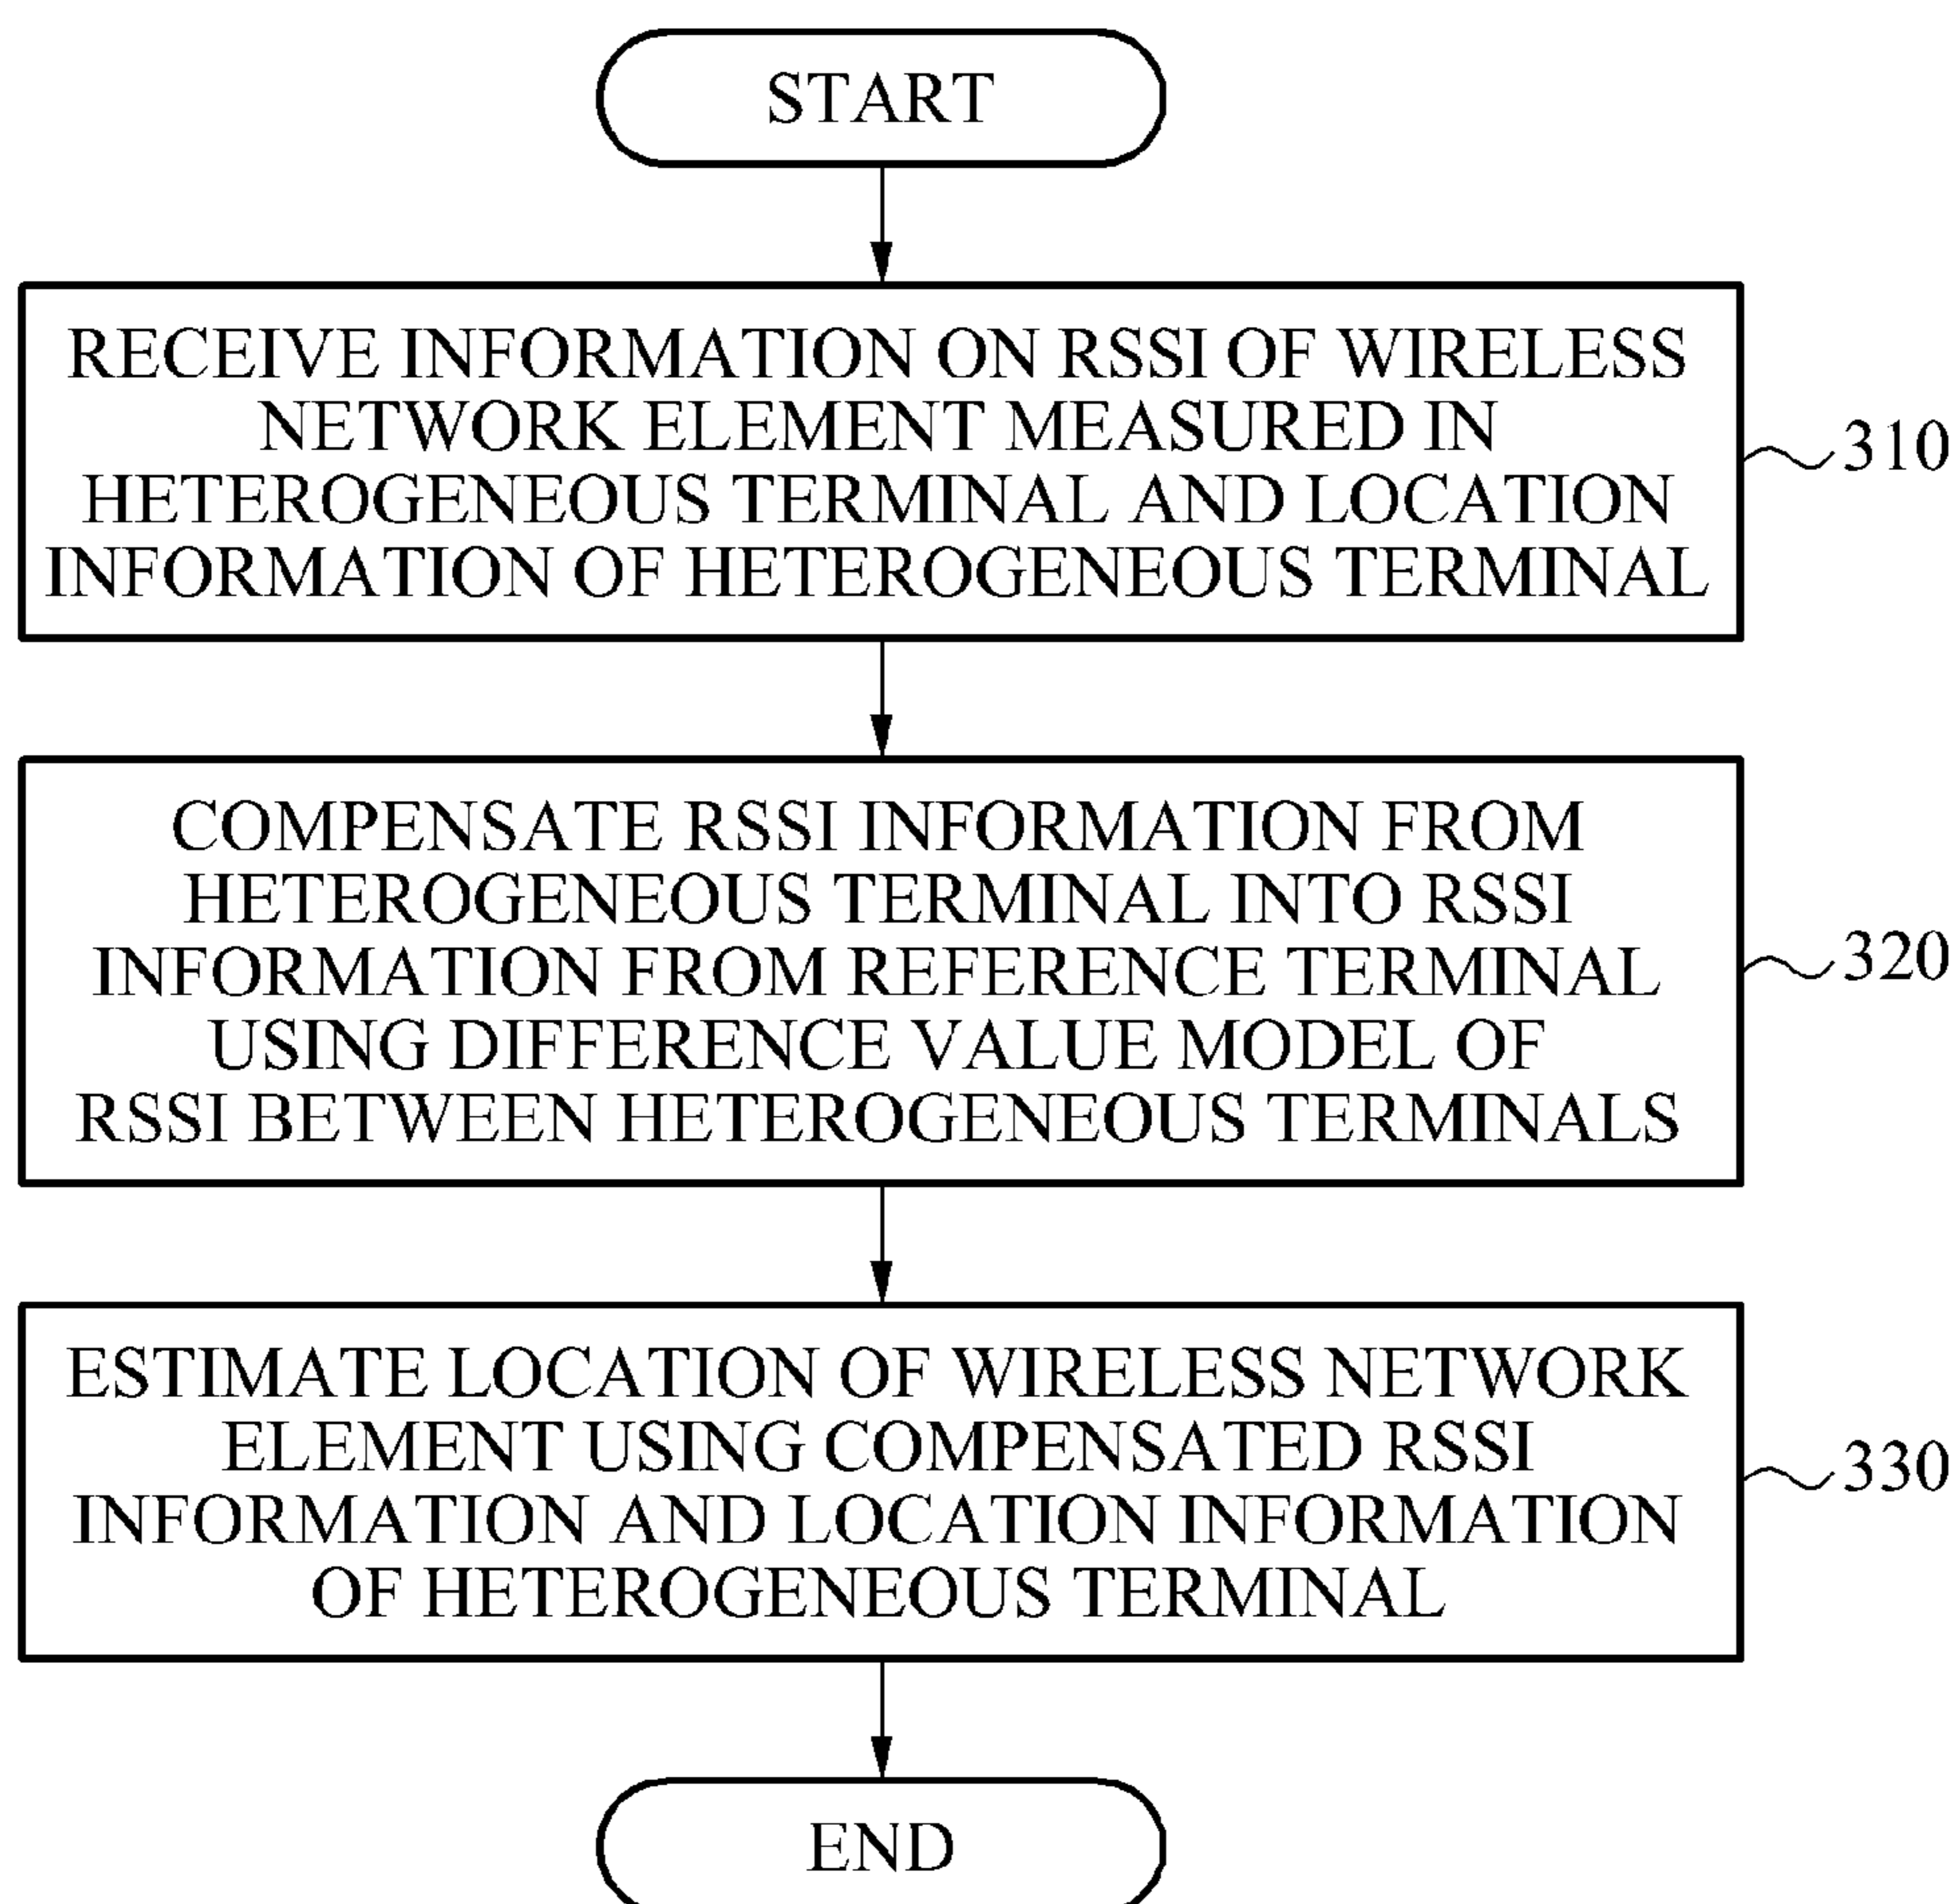 START
RECEIVE INFORMATION ON RSSI OF WIRELESS
NETWORK ELEMENT MEASURED IN
HETEROGENEOUS TERMINAL AND LOCATION
INFORMATION OF HETEROGENEOUS TERMINAL
310
COMPENSATE RSSI INFORMATION FROM
HETEROGENEOUS TERMINAL INTO RSSI
INFORMATION FROM REFERENCE TERMINAL
USING DIFFERENCE VALUE MODEL OF
RSSI BETWEEN HETEROGENEOUS TERMINALS
320
ESTIMATE LOCATION OF WIRELESS NETWORK
ELEMENT USING COMPENSATED RSSI
INFORMATION AND LOCATION INFORMATION
OF HETEROGENEOUS TERMINAL
330
END